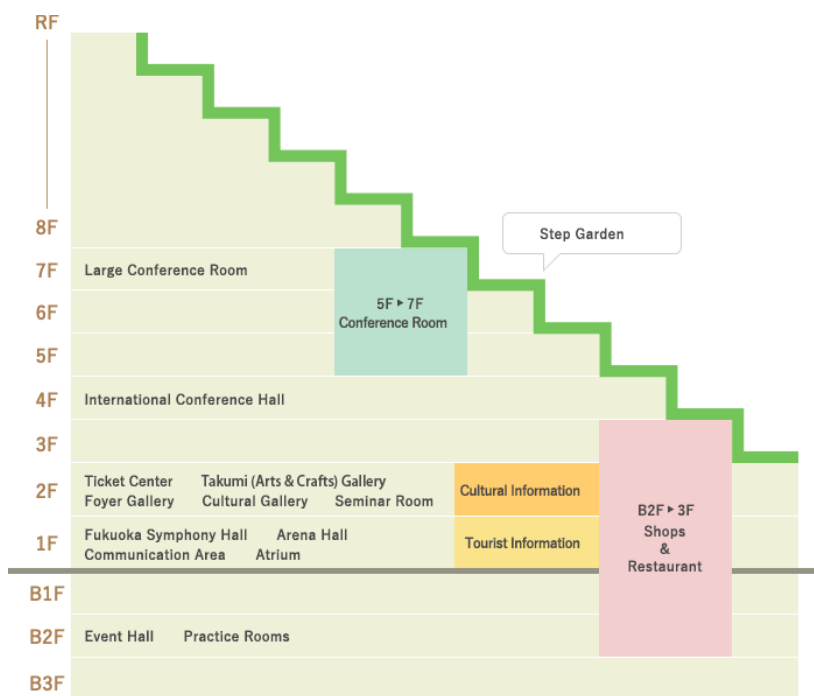 RF
8F
Step Garden
7F
Large Conference Room
6F
5F ▸ 7F
Conference Room
5F
4F
International Conference Hall
3F
2F
Ticket Center Takumi (Arts & Crafts) Gallery
Foyer Gallery Cultural Gallery Seminar Room
Cultural Information
B2F ▸ 3F
Shops
&
Restaurant
1F
Fukuoka Symphony Hall Arena Hall
Communication Area Atrium
Tourist Information
B1F
B2F
Event Hall Practice Rooms
B3F